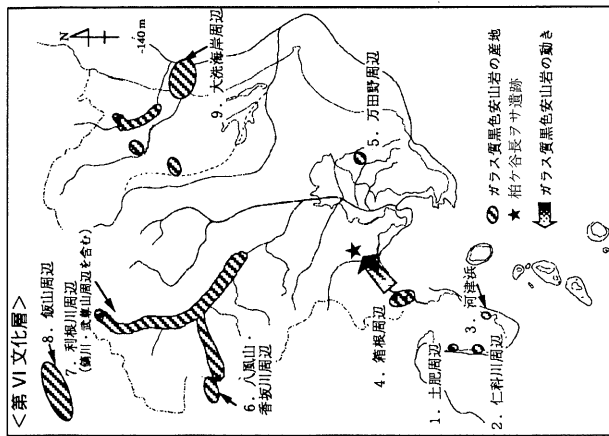 <第 VI 文化層>
8. 飯山周辺
7. 利根川周辺
(鏑川・武尊山周辺を含む)
6. 八風山・
香坂川周辺
4. 箱根周辺
1. 土肥周辺
2. 仁科川周辺
3. 河津浜
5. 万田野周辺
9. 大洗海岸周辺
N
-140 m
ガラス質黒色安山岩の産地
★ 柏ケ谷長ヲサ遺跡
ガラス質黒色安山岩の動き